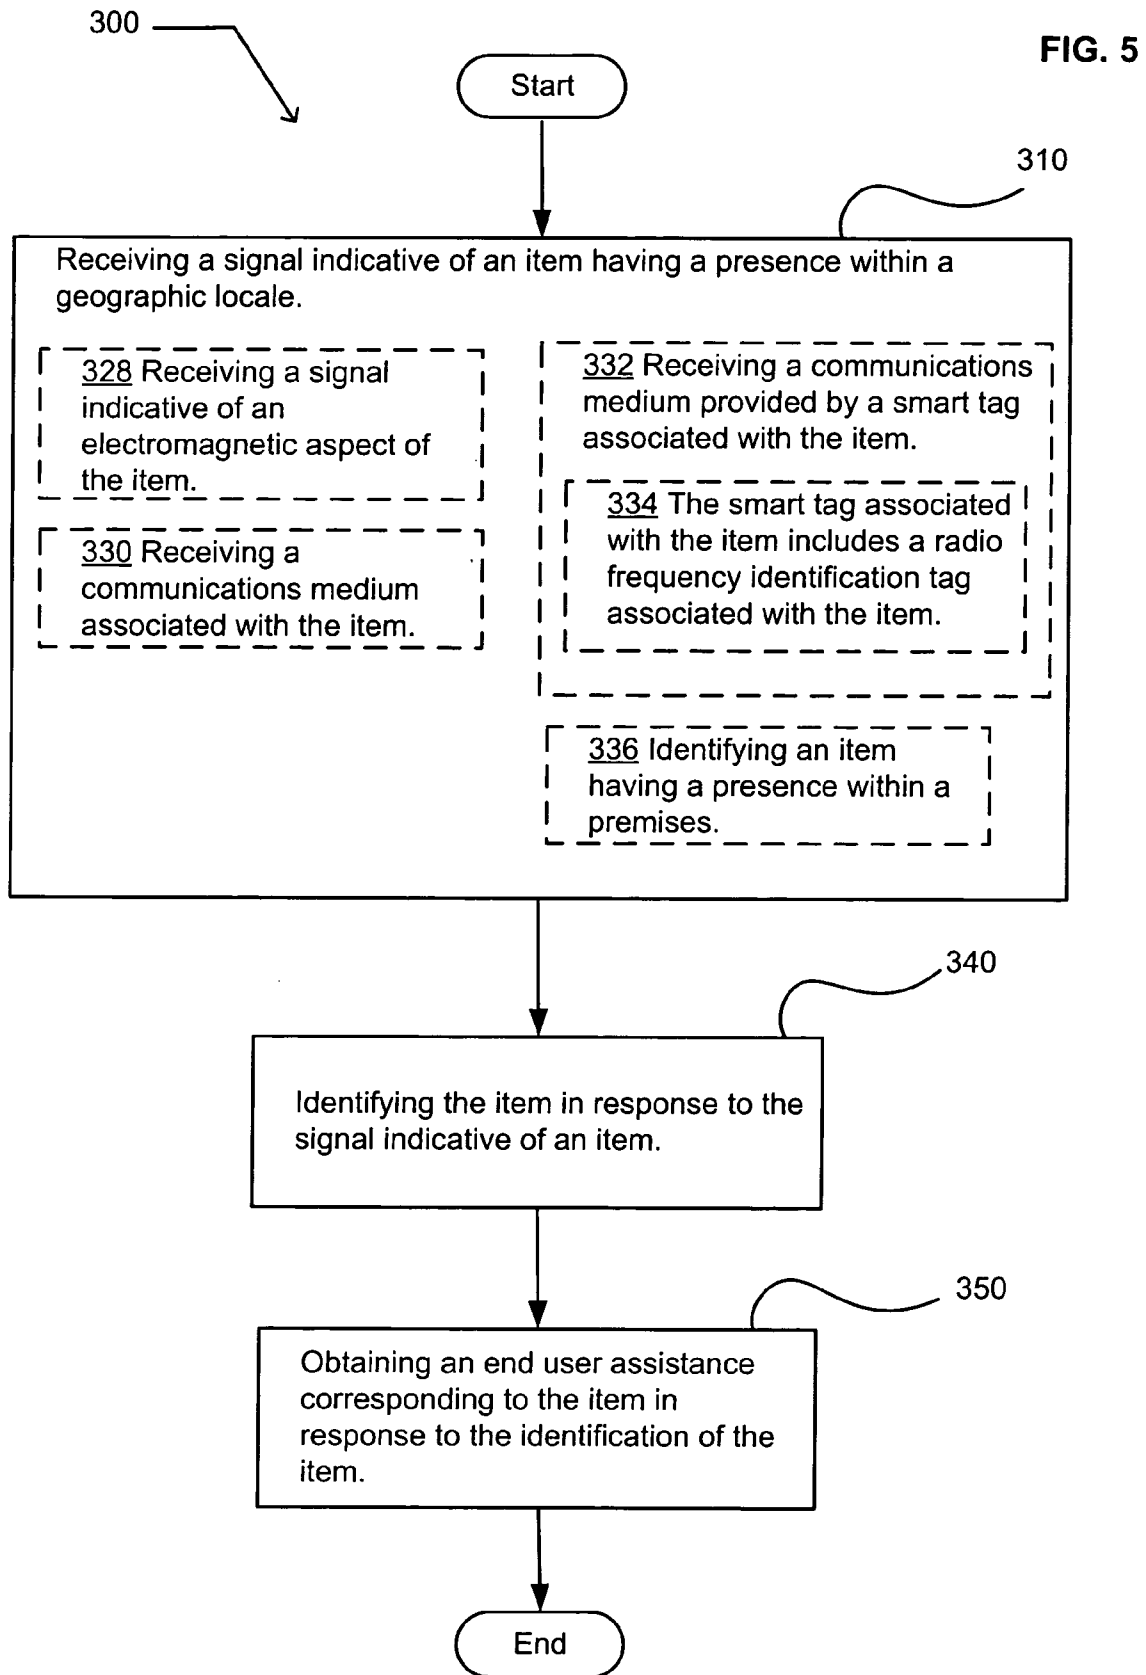 300
FIG. 5
Start
310
Receiving a signal indicative of an item having a presence within a
geographic locale.
328 Receiving a signal
indicative of an
electromagnetic aspect of
the item.
330 Receiving a
communications medium
associated with the item.
332 Receiving a communications
medium provided by a smart tag
associated with the item.
334 The smart tag associated
with the item includes a radio
frequency identification tag
associated with the item.
336 Identifying an item
having a presence within a
premises.
340
Identifying the item in response to the
signal indicative of an item.
350
Obtaining an end user assistance
corresponding to the item in
response to the identification of the
item.
End